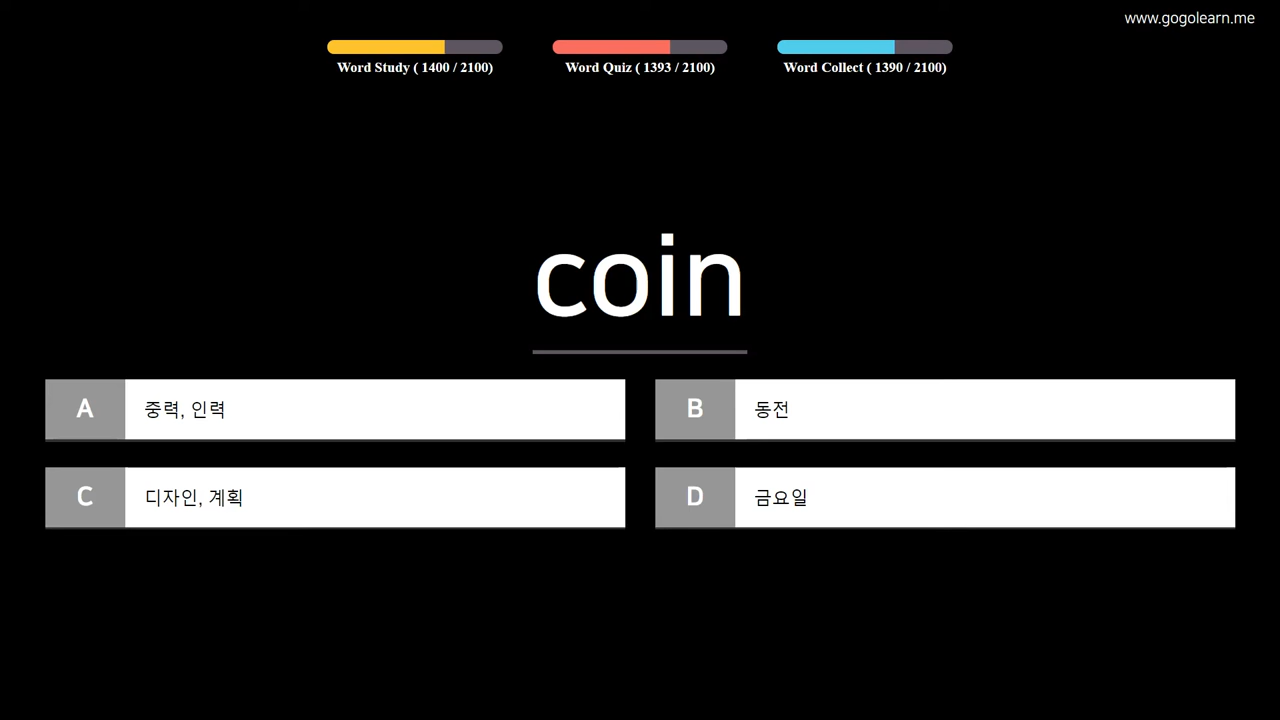 www.gogolearn.me
Word Study ( 1400 / 2100)
Word Quiz ( 1393 / 2100)
Word Collect ( 1390 / 2100)
coin
A 중력, 인력
B 동전
C 디자인, 계획
D 금요일